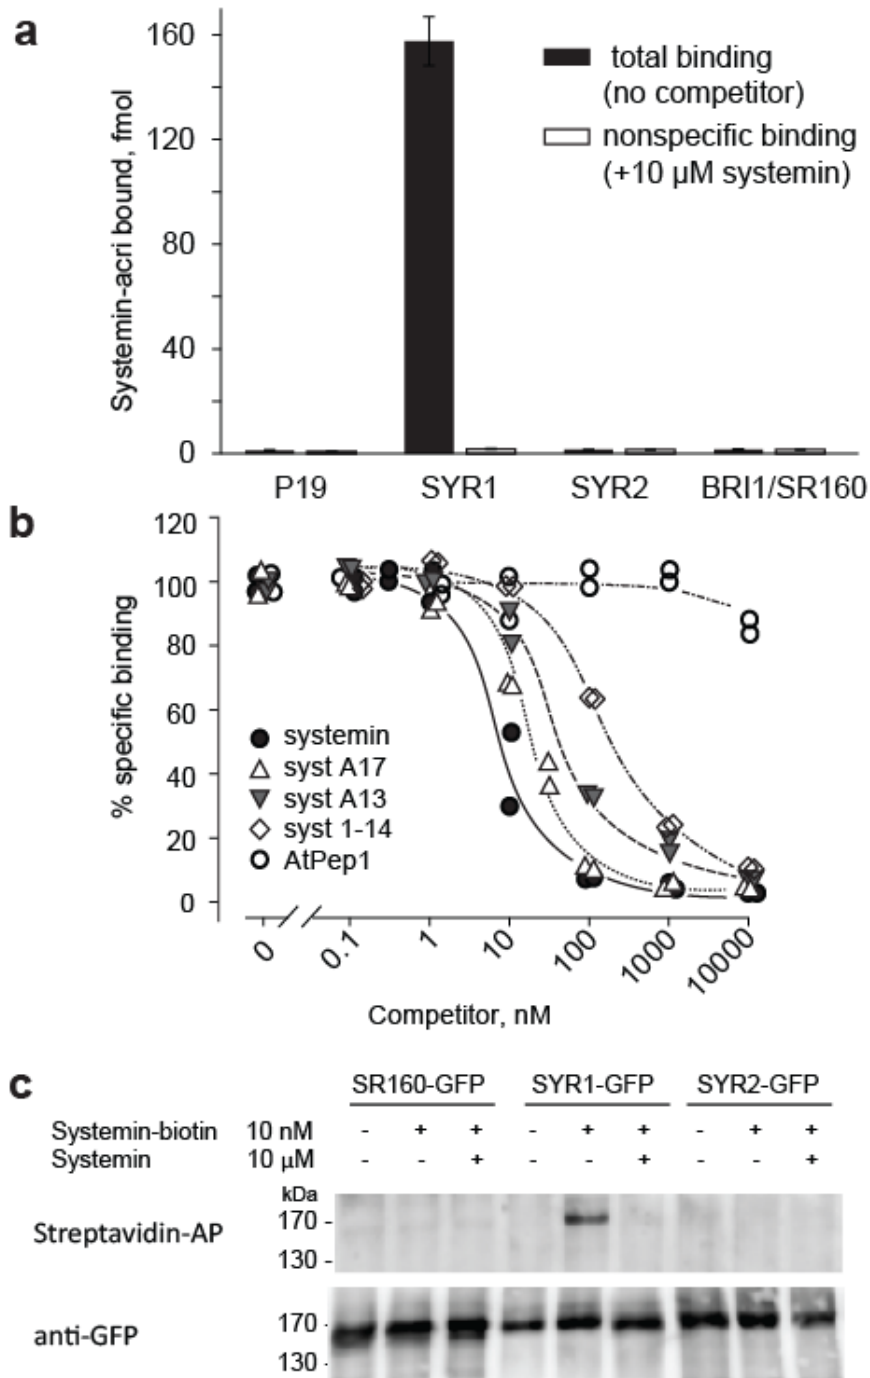 a
160
120
80
40
0
Systemin-acri bound, fmol
total binding
(no competitor)
nonspecific binding
(+10 µM systemin)
P19 SYR1 SYR2 BRI1/SR160
b
120
100
80
60
40
20
0
% specific binding
systemin
syst A17
syst A13
syst 1-14
AtPep1
0 0.1 1 10 100 1000 10000
Competitor, nM
c
SR160-GFP SYR1-GFP SYR2-GFP
Systemin-biotin 10 nM - + + - + + - + +
Systemin 10 µM - - + - - + - - +
kDa
Streptavidin-AP
170 -
130 -
anti-GFP
170 -
130 -